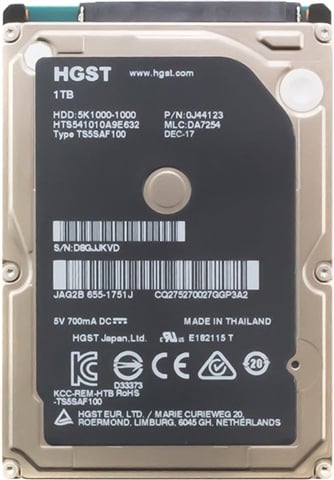 HGST www.hgst.com
1TB
HDD:5K1000-1000 P/N:0J44123
HTS541010A9E632 MLC:DA7254
Type TS5SAF100 DEC-17
S/N:D8GJJKVD
JAG2B 655-1751J CQ275270027GGP3A2
5V 700mA DC MADE IN THAILAND
HGST Japan,Ltd. E182115 T
D33373
20
KCC-REM-HTB RoHS
-TS5SAF100
HGST EUR. LTD. / MARIE CURIEWEG 20,
ROERMOND, LIMBURG, 6045 GH, NETHERLANDS